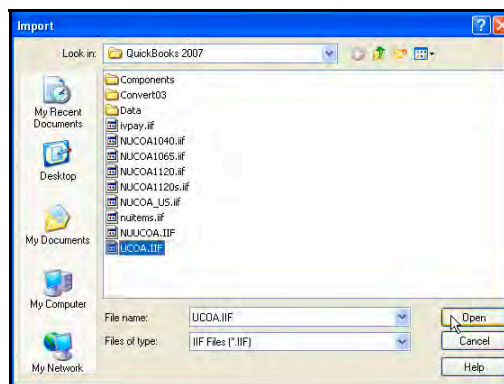 Import
Look in: QuickBooks 2007
Components
Convert03
Data
ivpay.iif
NUCOA1040.iif
NUCOA1065.iif
NUCOA1120.iif
NUCOA1120s.iif
NUCOA_US.iif
nuitems.iif
NUUCOA.IIF
UCOA.IIF
My Recent
Documents
Desktop
My Documents
My Computer
My Network
File name: UCOA.IIF Open
Files of type: IIF Files (*.IIF) Cancel
Help